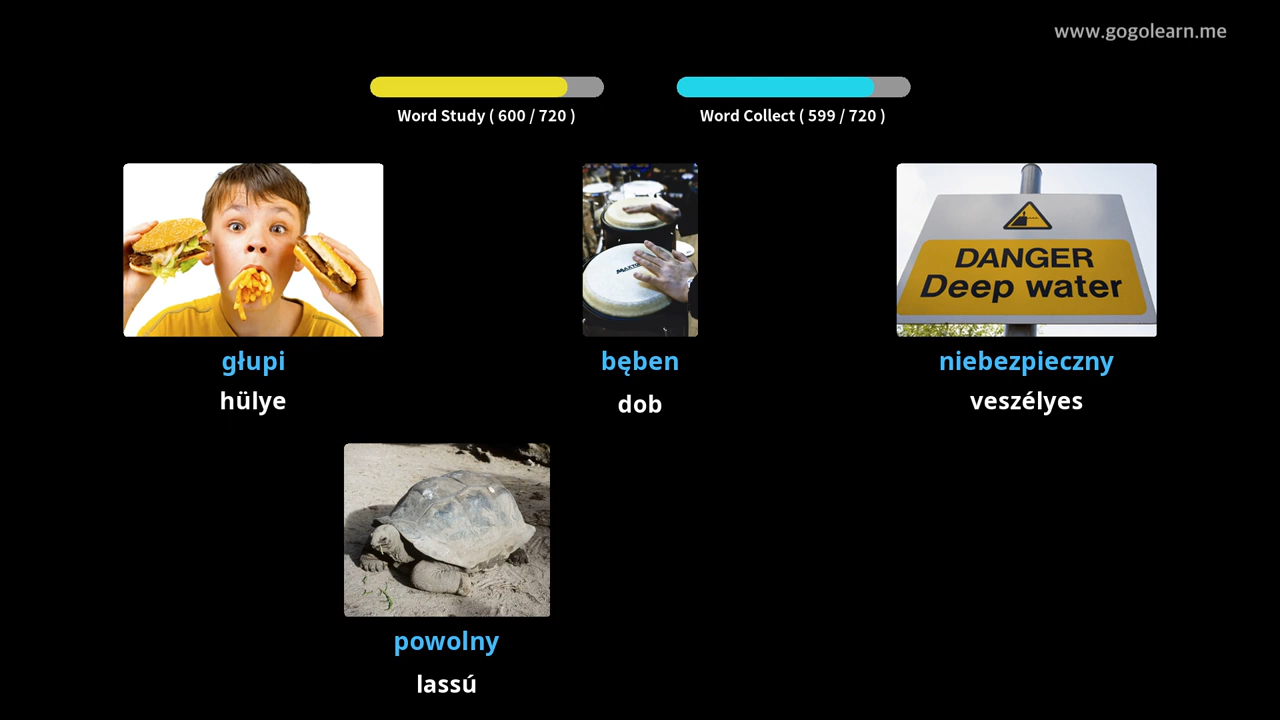 www.gogolearn.me
Word Study ( 600 / 720 )
Word Collect ( 599 / 720 )
DANGER
Deep water
głupi
hülye
bęben
dob
niebezpieczny
veszélyes
powolny
lassú